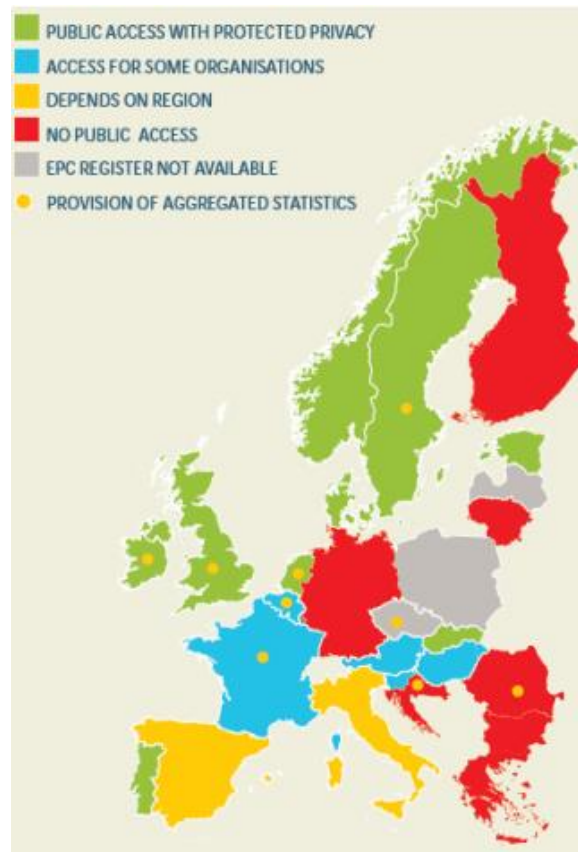 PUBLIC ACCESS WITH PROTECTED PRIVACY
ACCESS FOR SOME ORGANISATIONS
DEPENDS ON REGION
NO PUBLIC ACCESS
EPC REGISTER NOT AVAILABLE
PROVISION OF AGGREGATED STATISTICS